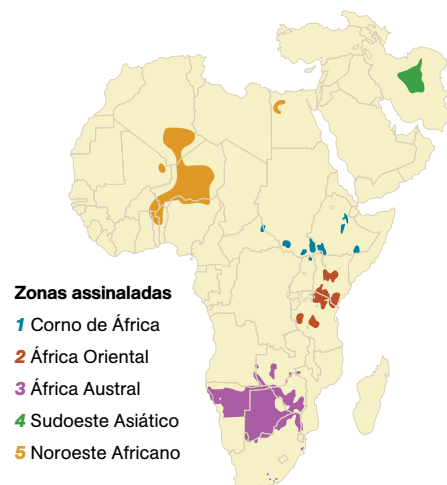 Zonas assinaladas
1 Corno de África
2 África Oriental
3 África Austral
4 Sudoeste Asiático
5 Noroeste Africano